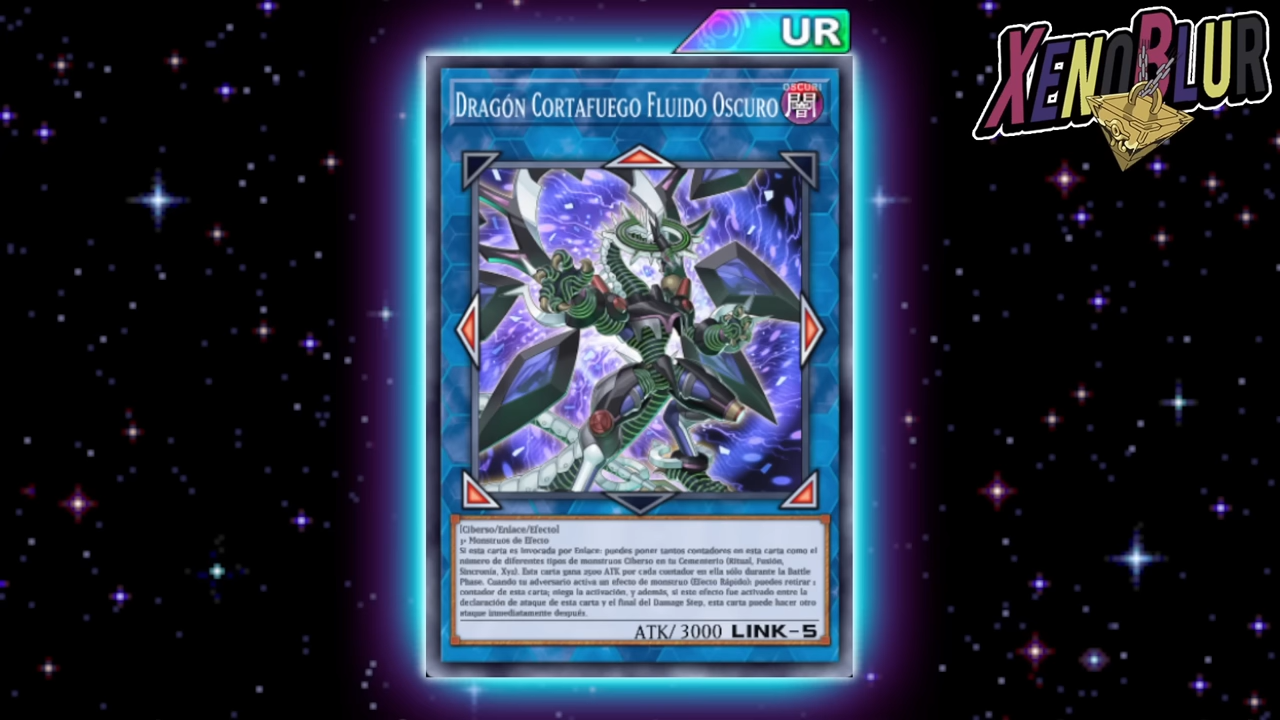 UR
XENOBLUR
DRAGÓN CORTAFUEGO FLUIDO OSCURO
OSCURI
闇
[Ciberso/Enlace/Efecto]
3+ Monstruos de Efecto
Si esta carta es Invocada por Enlace: puedes poner tantos contadores en esta carta como el
número de diferentes tipos de monstruos Ciberso en tu Cementerio (Ritual, Fusión,
Sincronía, Xyz). Esta carta gana 2500 ATK por cada contador en ella sólo durante la Battle
Phase. Cuando tu adversario activa un efecto de monstruo (Efecto Rápido): puedes retirar 1
contador de esta carta; niega la activación, y además, si este efecto fue activado entre la
declaración de ataque de esta carta y el final del Damage Step, esta carta puede hacer otro
ataque inmediatamente después.
ATK/ 3000 LINK-5